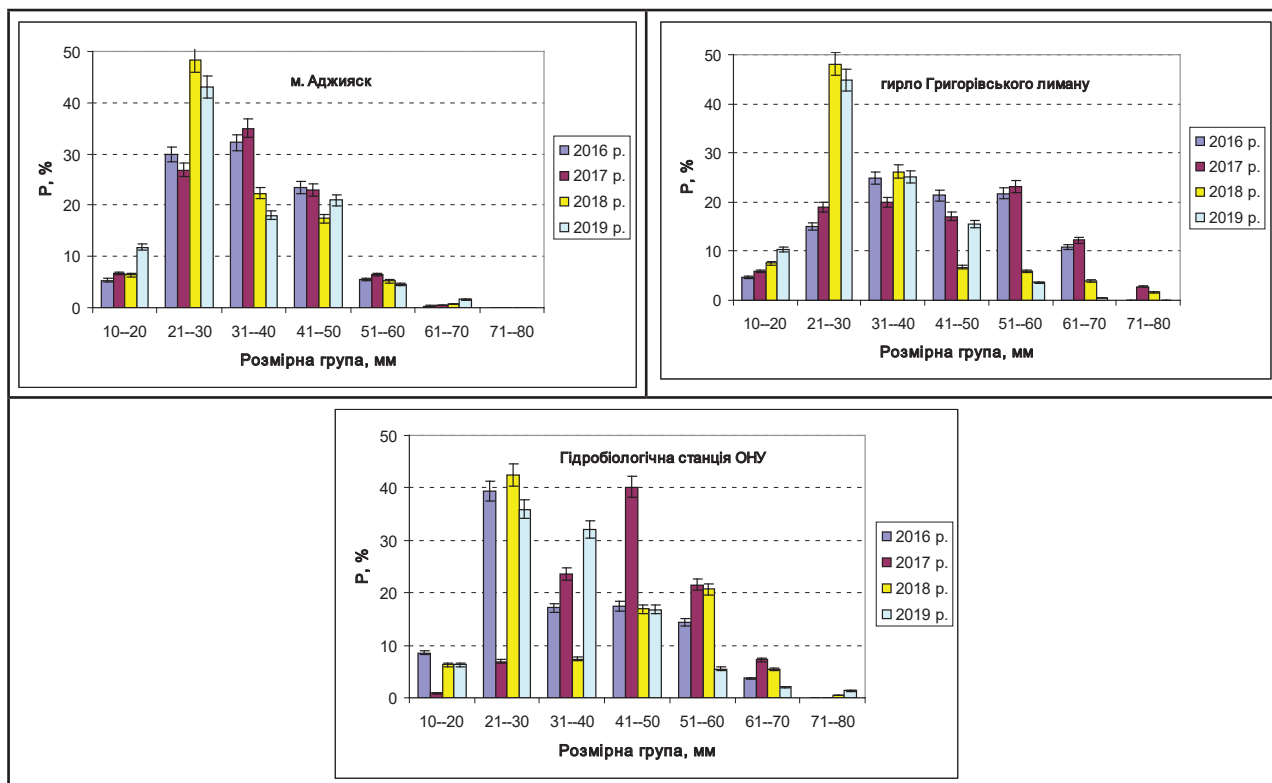 м. Аджияск
P, %
50
40
30
20
10
0
10--20 21--30 31--40 41--50 51--60 61--70 71--80
Розмірна група, мм
2016 р.
2017 р.
2018 р.
2019 р.
гирло Григорівського лиману
P, %
50
40
30
20
10
0
10--20 21--30 31--40 41--50 51--60 61--70 71--80
Розмірна група, мм
2016 р.
2017 р.
2018 р.
2019 р.
Гідробіологічна станція ОНУ
P, %
50
40
30
20
10
0
10--20 21--30 31--40 41--50 51--60 61--70 71--80
Розмірна група, мм
2016 р.
2017 р.
2018 р.
2019 р.